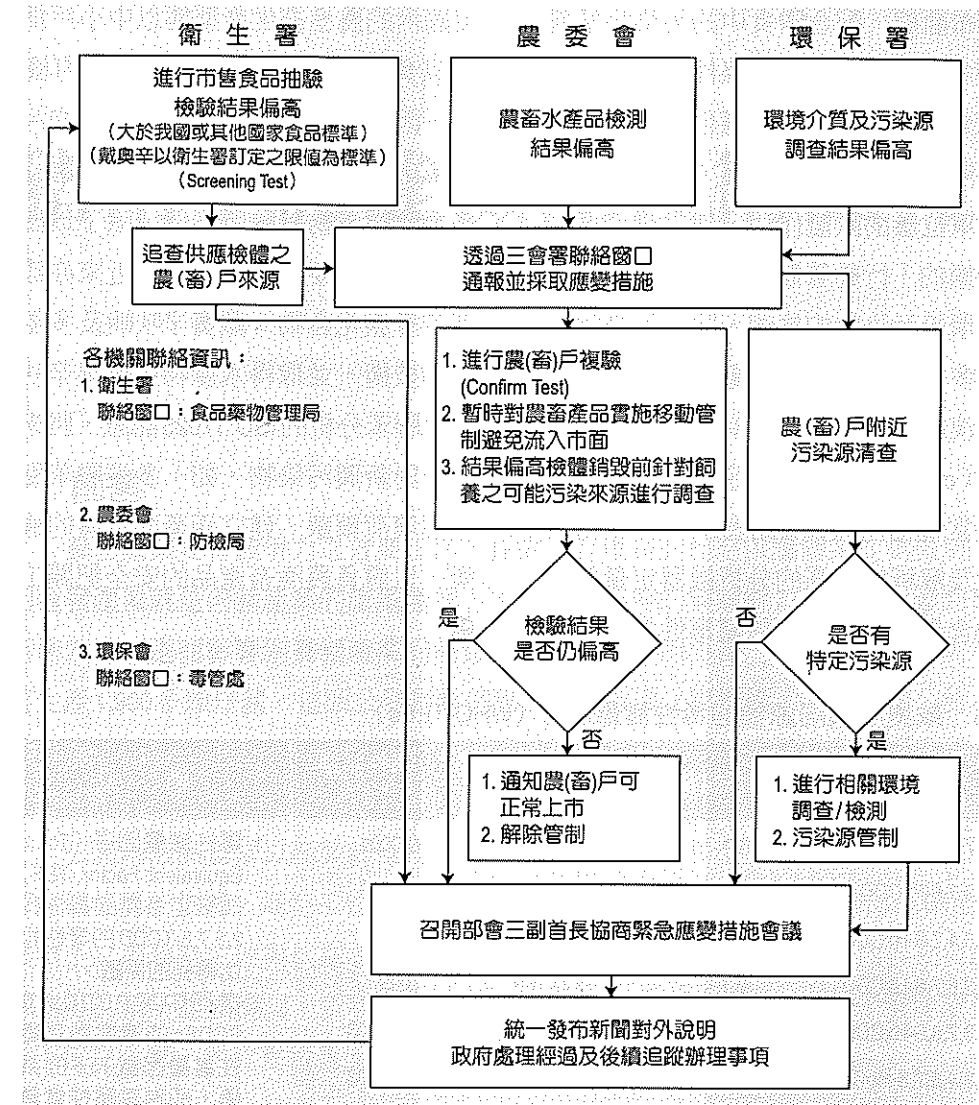 衛生署
農委會
環保署
進行市售食品抽驗
檢驗結果偏高
(大於我國或其他國家食品標準)
(戴奧辛以衛生署訂定之限值為標準)
(Screening Test)
農畜水產品檢測
結果偏高
環境介質及污染源
調查結果偏高
追查供應檢體之
農(畜)戶來源
透過三會署聯絡窗口
通報並採取應變措施
各機關聯絡資訊：
1. 衛生署
聯絡窗口：食品藥物管理局
2. 農委會
聯絡窗口：防檢局
3. 環保會
聯絡窗口：毒管處
1. 進行農(畜)戶複驗
(Confirm Test)
2. 暫時對農畜產品實施移動管
制避免流入市面
3. 結果偏高檢體銷毀前針對飼
養之可能污染來源進行調查
農(畜)戶附近
污染源清查
是
檢驗結果
是否仍偏高
否
否
是否有
特定污染源
是
1. 通知農(畜)戶可
正常上市
2. 解除管制
1. 進行相關環境
調查/檢測
2. 污染源管制
召開部會三副首長協商緊急應變措施會議
統一發布新聞對外說明
政府處理經過及後續追蹤辦理事項